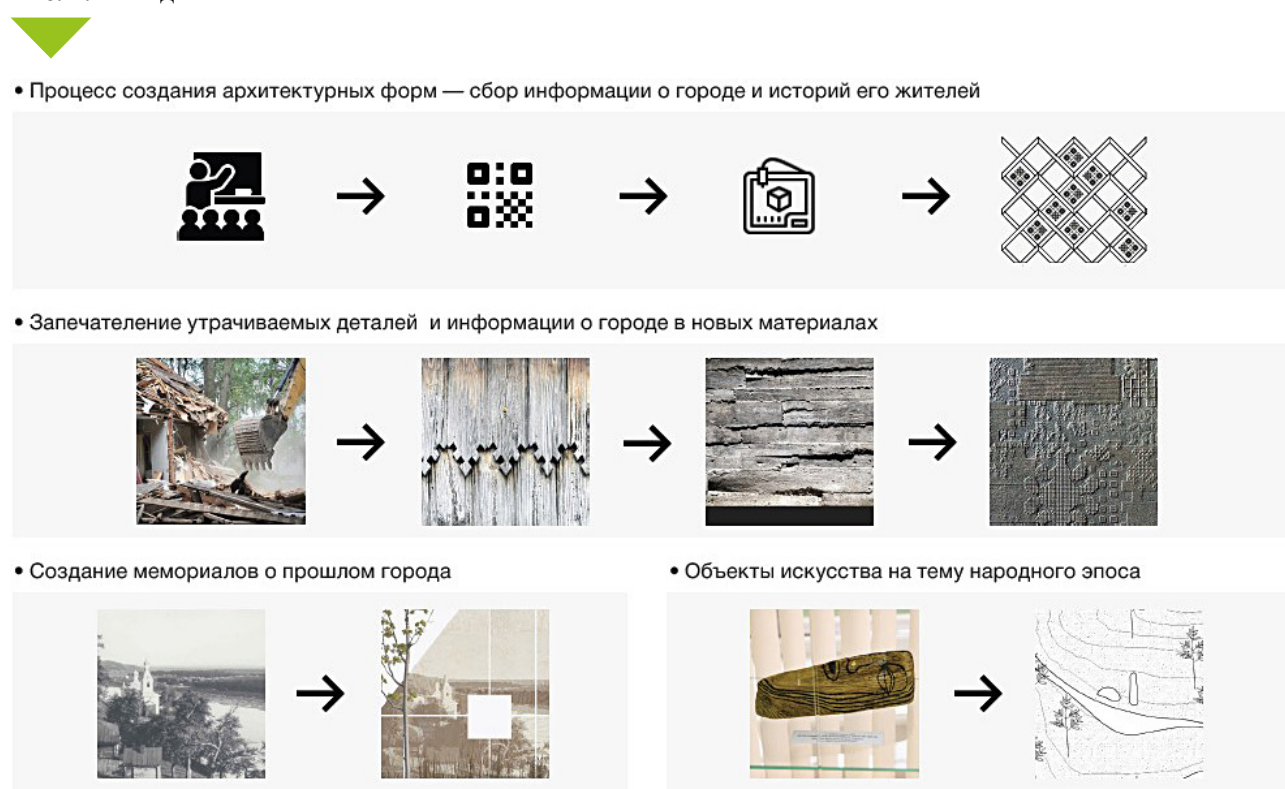 • Процесс создания архитектурных форм — сбор информации о городе и историй его жителей
• Запечателение утрачиваемых деталей и информации о городе в новых материалах
• Создание мемориалов о прошлом города
• Объекты искусства на тему народного эпоса